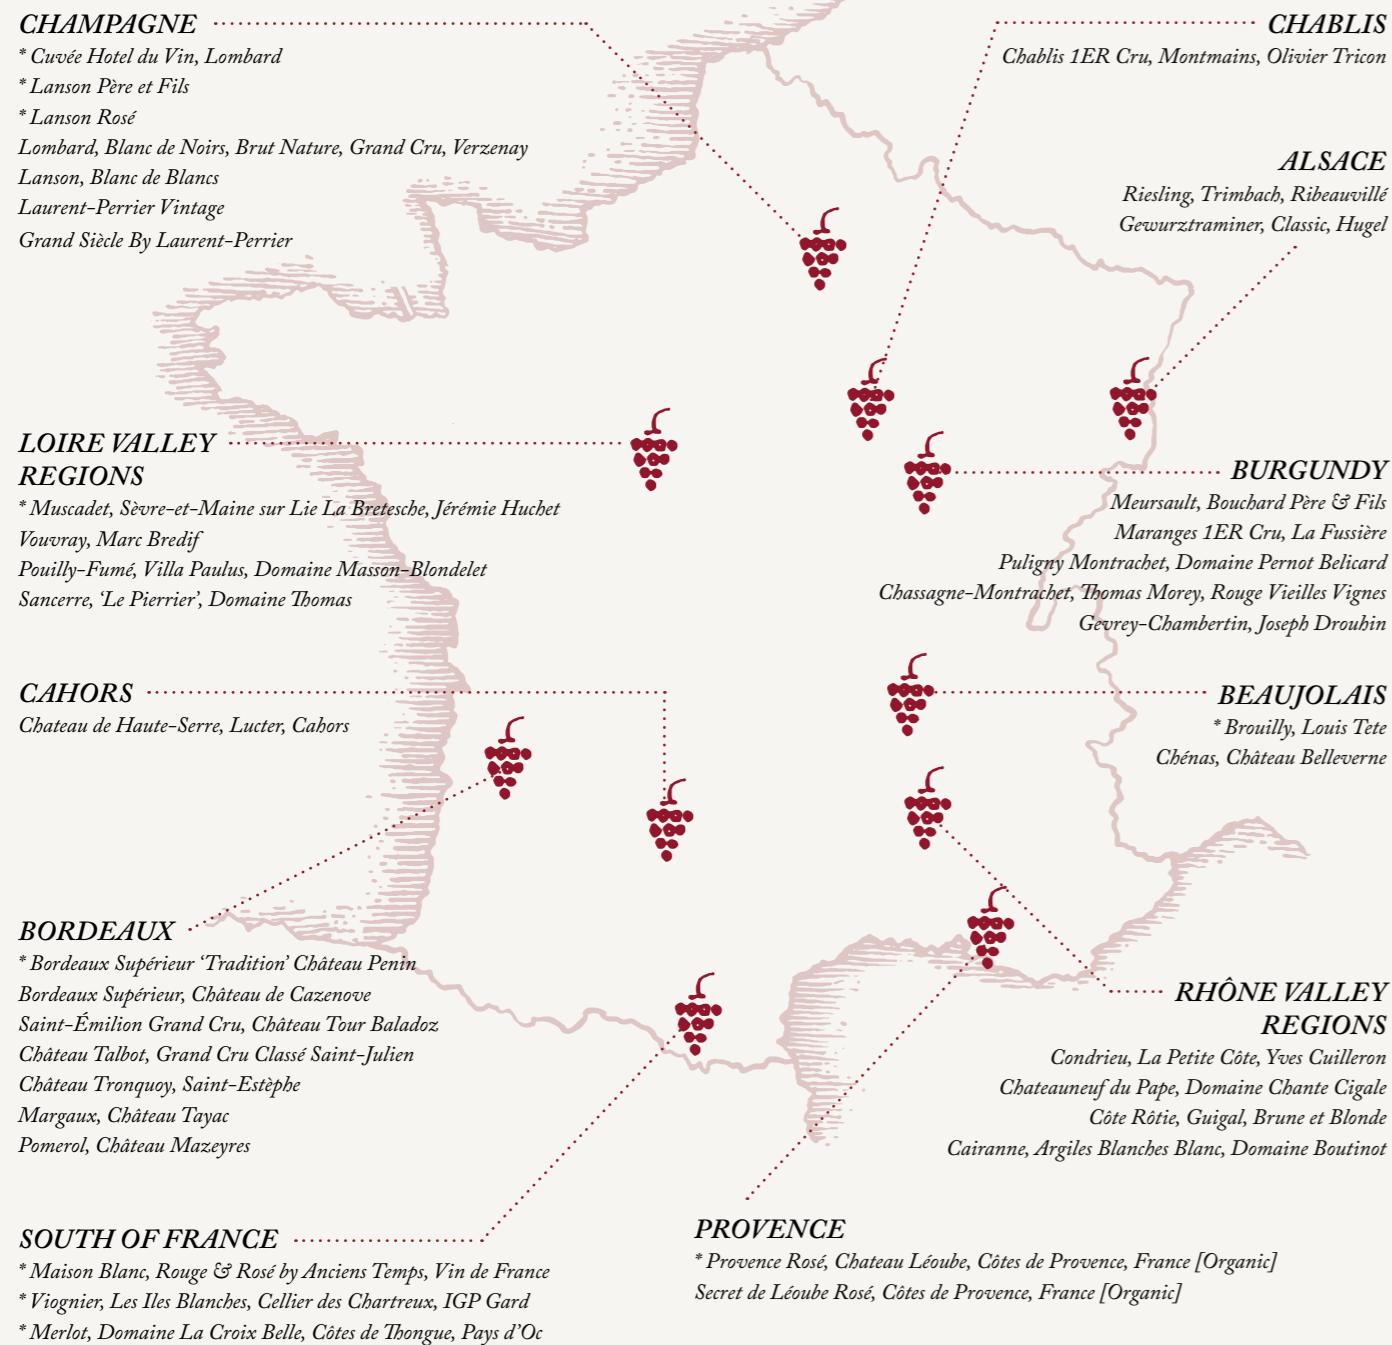 CHAMPAGNE
* Cuvée Hotel du Vin, Lombard
* Lanson Père et Fils
* Lanson Rosé
Lombard, Blanc de Noirs, Brut Nature, Grand Cru, Verzenay
Lanson, Blanc de Blancs
Laurent-Perrier Vintage
Grand Siècle By Laurent-Perrier
CHABLIS
Chablis 1ER Cru, Montmains, Olivier Tricon
ALSACE
Riesling, Trimbach, Ribeauvillé
Gewurztraminer, Classic, Hugel
LOIRE VALLEY
REGIONS
* Muscadet, Sèvre-et-Maine sur Lie La Bretesche, Jérémie Huchet
Vouvray, Marc Bredif
Pouilly-Fumé, Villa Paulus, Domaine Masson-Blondelet
Sancerre, ‘Le Pierrier’, Domaine Thomas
BURGUNDY
Meursault, Bouchard Père & Fils
Maranges 1ER Cru, La Fussière
Puligny Montrachet, Domaine Pernot Belicard
Chassagne-Montrachet, Thomas Morey, Rouge Vieilles Vignes
Gevrey-Chambertin, Joseph Drouhin
CAHORS
Chateau de Haute-Serre, Lucter, Cahors
BEAUJOLAIS
* Brouilly, Louis Tete
Chénas, Château Belleverne
BORDEAUX
* Bordeaux Supérieur ‘Tradition’ Château Penin
Bordeaux Supérieur, Château de Cazenove
Saint-Émilion Grand Cru, Château Tour Baladoz
Château Talbot, Grand Cru Classé Saint-Julien
Château Tronquoy, Saint-Estèphe
Margaux, Château Tayac
Pomerol, Château Mazeyres
RHÔNE VALLEY
REGIONS
Condrieu, La Petite Côte, Yves Cuilleron
Chateauneuf du Pape, Domaine Chante Cigale
Côte Rôtie, Guigal, Brune et Blonde
Cairanne, Argiles Blanches Blanc, Domaine Boutinot
SOUTH OF FRANCE
* Maison Blanc, Rouge & Rosé by Anciens Temps, Vin de France
* Viognier, Les Iles Blanches, Cellier des Chartreux, IGP Gard
* Merlot, Domaine La Croix Belle, Côtes de Thongue, Pays d’Oc
PROVENCE
* Provence Rosé, Chateau Léoube, Côtes de Provence, France [Organic]
Secret de Léoube Rosé, Côtes de Provence, France [Organic]